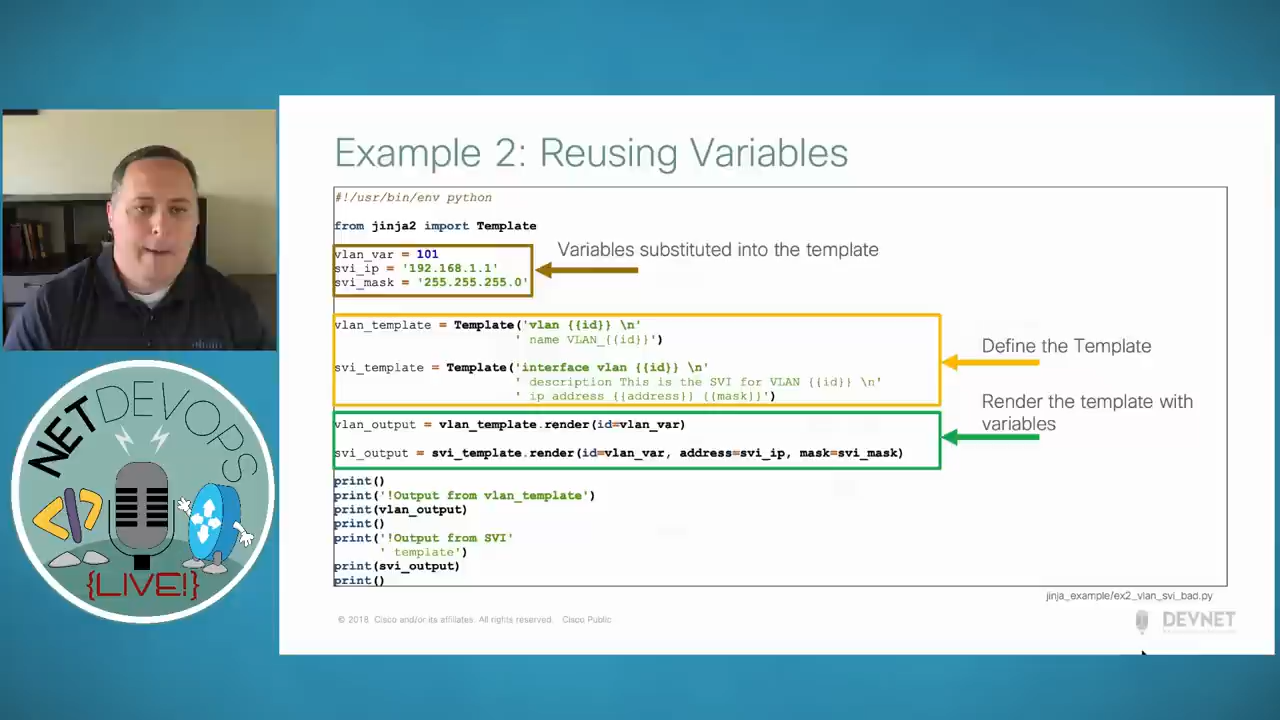 Example 2: Reusing Variables
#!/usr/bin/env python
from jinja2 import Template
vlan_var = 101
svi_ip = '192.168.1.1'
svi_mask = '255.255.255.0'
Variables substituted into the template
vlan_template = Template('vlan {{id}} \n'
' name VLAN_{{id}}')
svi_template = Template('interface vlan {{id}} \n'
' description This is the SVI for VLAN {{id}} \n'
' ip address {{address}} {{mask}}')
Define the Template
vlan_output = vlan_template.render(id=vlan_var)
svi_output = svi_template.render(id=vlan_var, address=svi_ip, mask=svi_mask)
Render the template with
variables
print()
print('!Output from vlan_template')
print(vlan_output)
print()
print('!Output from SVI'
' template')
print(svi_output)
print()
jinja_example/ex2_vlan_svi_bad.py
© 2018 Cisco and/or its affiliates. All rights reserved. Cisco Public
DEVNET
NETDEVOPS
{LIVE!}